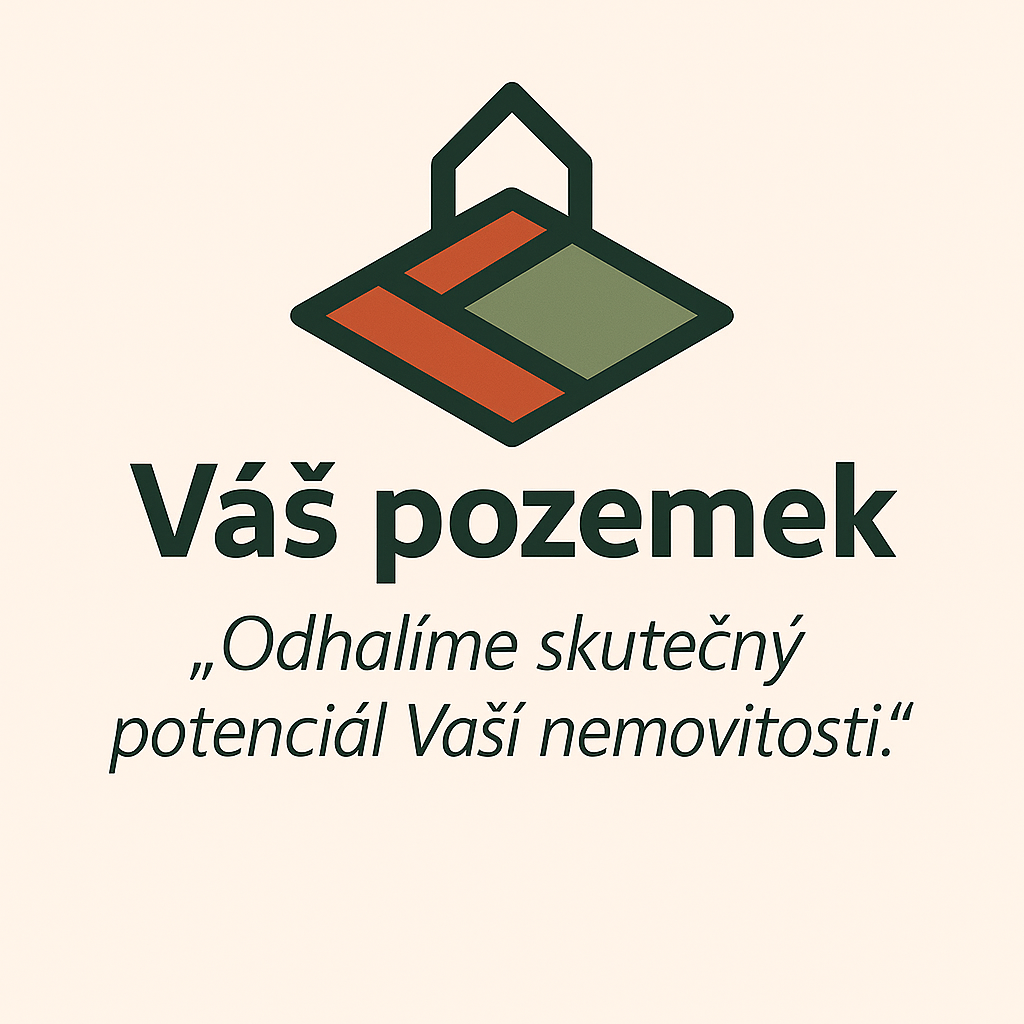 Váš pozemek
„Odhalíme skutečný
potenciál Vaší nemovitosti.“